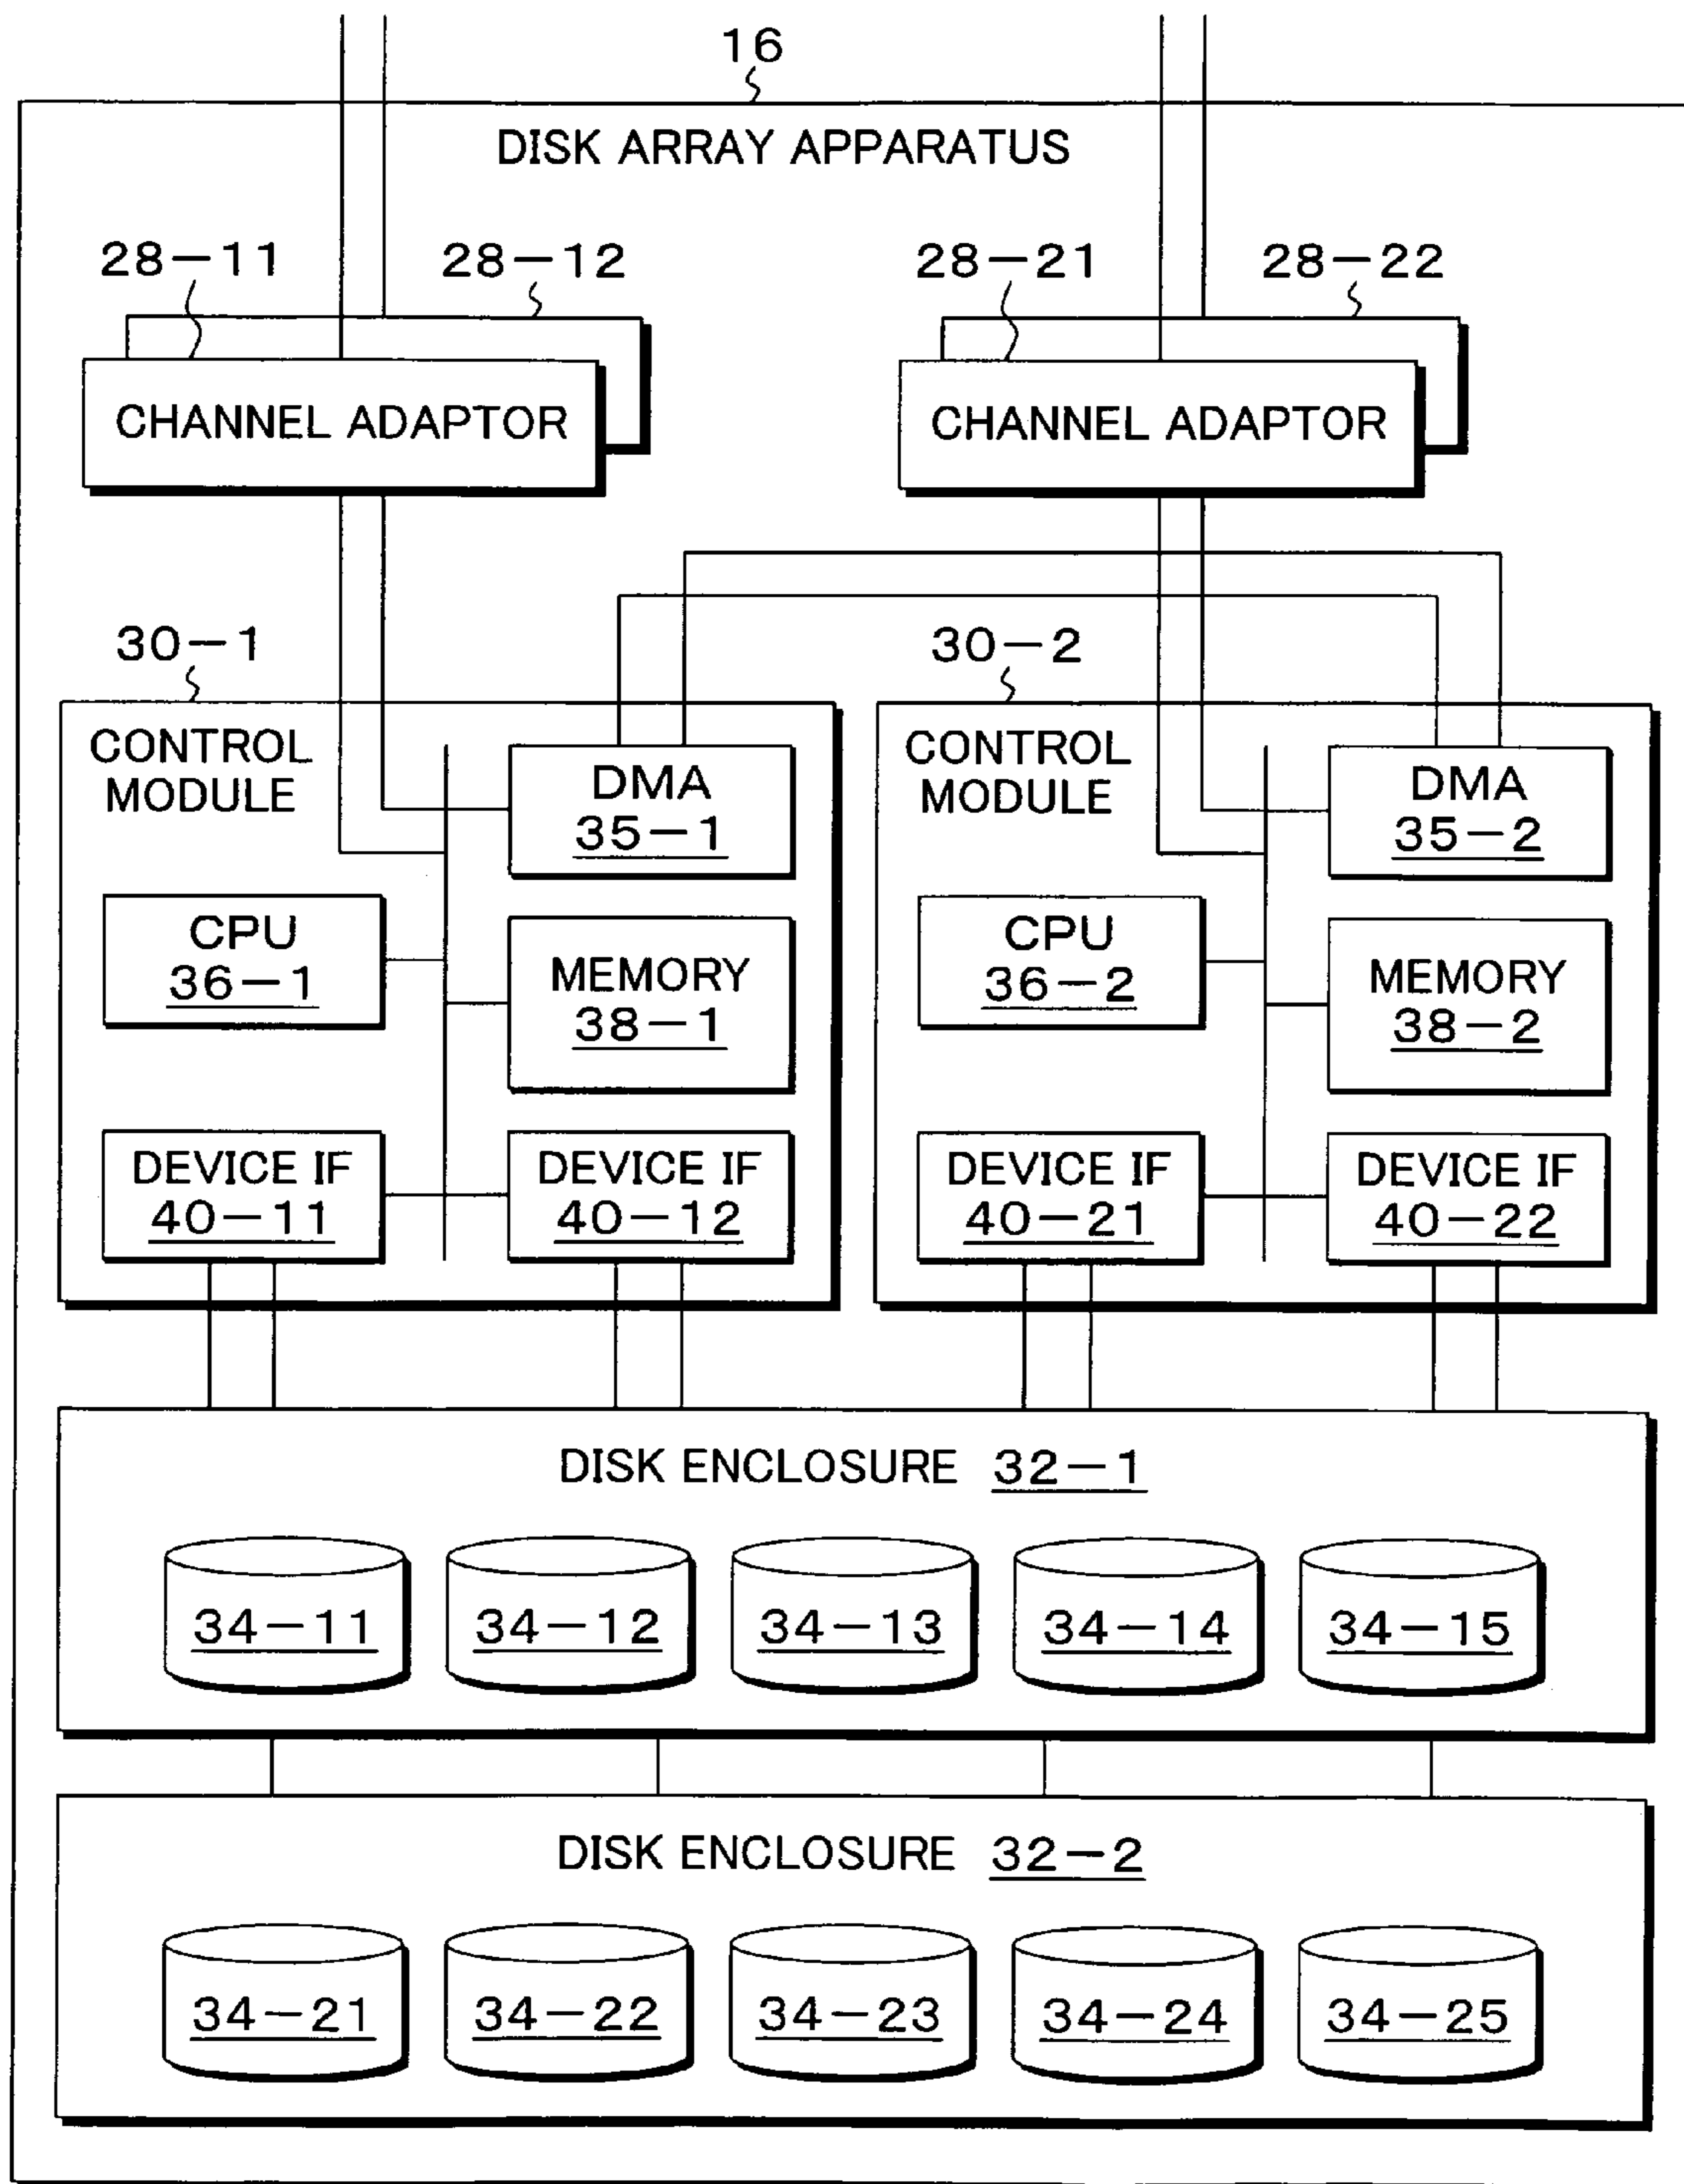 16
DISK ARRAY APPARATUS
28-11
28-12
28-21
28-22
CHANNEL ADAPTOR
CHANNEL ADAPTOR
30-1
30-2
CONTROL
MODULE
DMA
35-1
CPU
36-1
MEMORY
38-1
DEVICE IF
40-11
DEVICE IF
40-12
CONTROL
MODULE
DMA
35-2
CPU
36-2
MEMORY
38-2
DEVICE IF
40-21
DEVICE IF
40-22
DISK ENCLOSURE 32-1
34-11
34-12
34-13
34-14
34-15
DISK ENCLOSURE 32-2
34-21
34-22
34-23
34-24
34-25